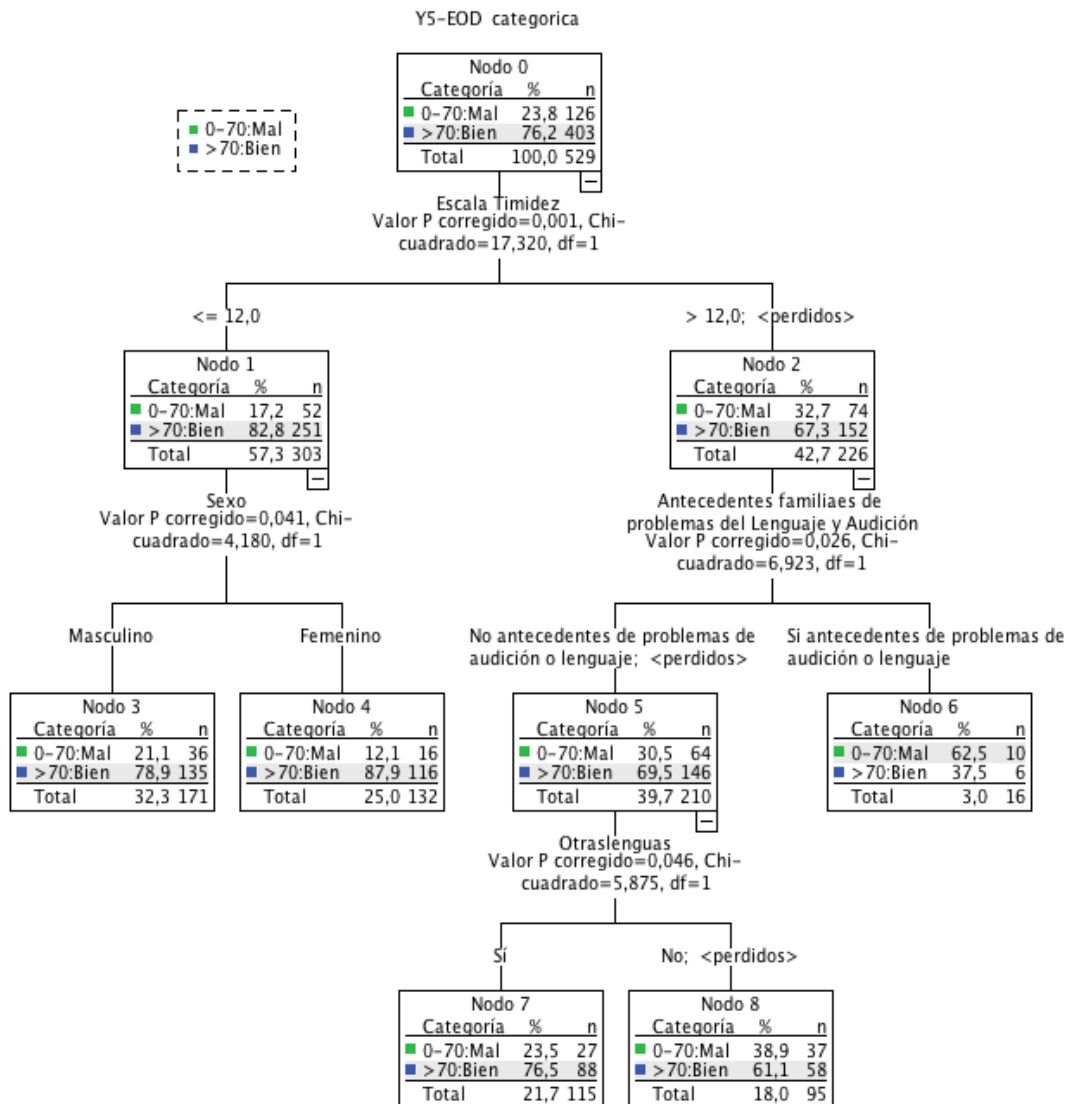 Y5-EOD categorica
Nodo 0
Categoría % n
0-70:Mal 23,8 126
>70:Bien 76,2 403
Total 100,0 529
0-70:Mal
>70:Bien
Escala Timidez
Valor P corregido=0,001, Chi-
cuadrado=17,320, df=1
<= 12,0
> 12,0; <perdidos>
Nodo 1
Categoría % n
0-70:Mal 17,2 52
>70:Bien 82,8 251
Total 57,3 303
Nodo 2
Categoría % n
0-70:Mal 32,7 74
>70:Bien 67,3 152
Total 42,7 226
Sexo
Valor P corregido=0,041, Chi-
cuadrado=4,180, df=1
Antecedentes familiaes de
problemas del Lenguaje y Audición
Valor P corregido=0,026, Chi-
cuadrado=6,923, df=1
Masculino
Femenino
No antecedentes de problemas de
audición o lenguaje; <perdidos>
Si antecedentes de problemas de
audición o lenguaje
Nodo 3
Categoría % n
0-70:Mal 21,1 36
>70:Bien 78,9 135
Total 32,3 171
Nodo 4
Categoría % n
0-70:Mal 12,1 16
>70:Bien 87,9 116
Total 25,0 132
Nodo 5
Categoría % n
0-70:Mal 30,5 64
>70:Bien 69,5 146
Total 39,7 210
Nodo 6
Categoría % n
0-70:Mal 62,5 10
>70:Bien 37,5 6
Total 3,0 16
Otraslenguas
Valor P corregido=0,046, Chi-
cuadrado=5,875, df=1
Sí
No; <perdidos>
Nodo 7
Categoría % n
0-70:Mal 23,5 27
>70:Bien 76,5 88
Total 21,7 115
Nodo 8
Categoría % n
0-70:Mal 38,9 37
>70:Bien 61,1 58
Total 18,0 95